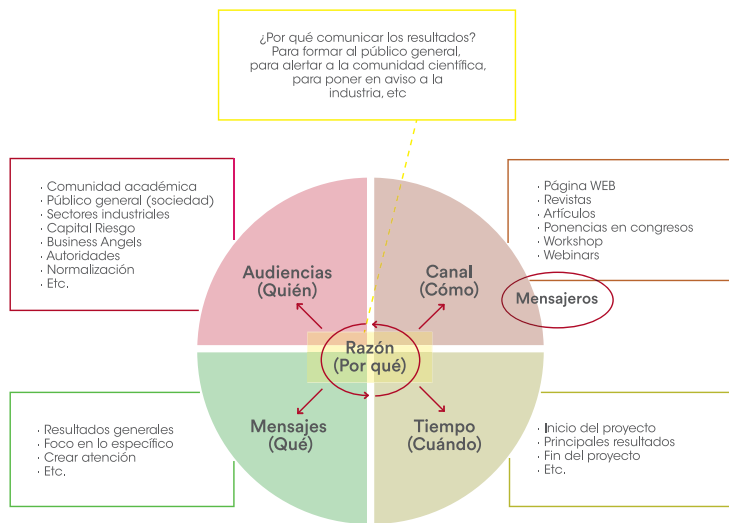 ¿Por qué comunicar los resultados?
Para formar al público general,
para alertar a la comunidad científica,
para poner en aviso a la
industria, etc
· Comunidad académica
· Público general (sociedad)
· Sectores industriales
· Capital Riesgo
· Business Angels
· Autoridades
· Normalización
· Etc.
· Página WEB
· Revistas
· Artículos
· Ponencias en congresos
· Workshop
· Webinars
Audiencias
(Quién)
Canal
(Cómo)
Mensajeros
Razón
(Por qué)
Mensajes
(Qué)
Tiempo
(Cuándo)
· Resultados generales
· Foco en lo específico
· Crear atención
· Etc.
· Inicio del proyecto
· Principales resultados
· Fin del proyecto
· Etc.